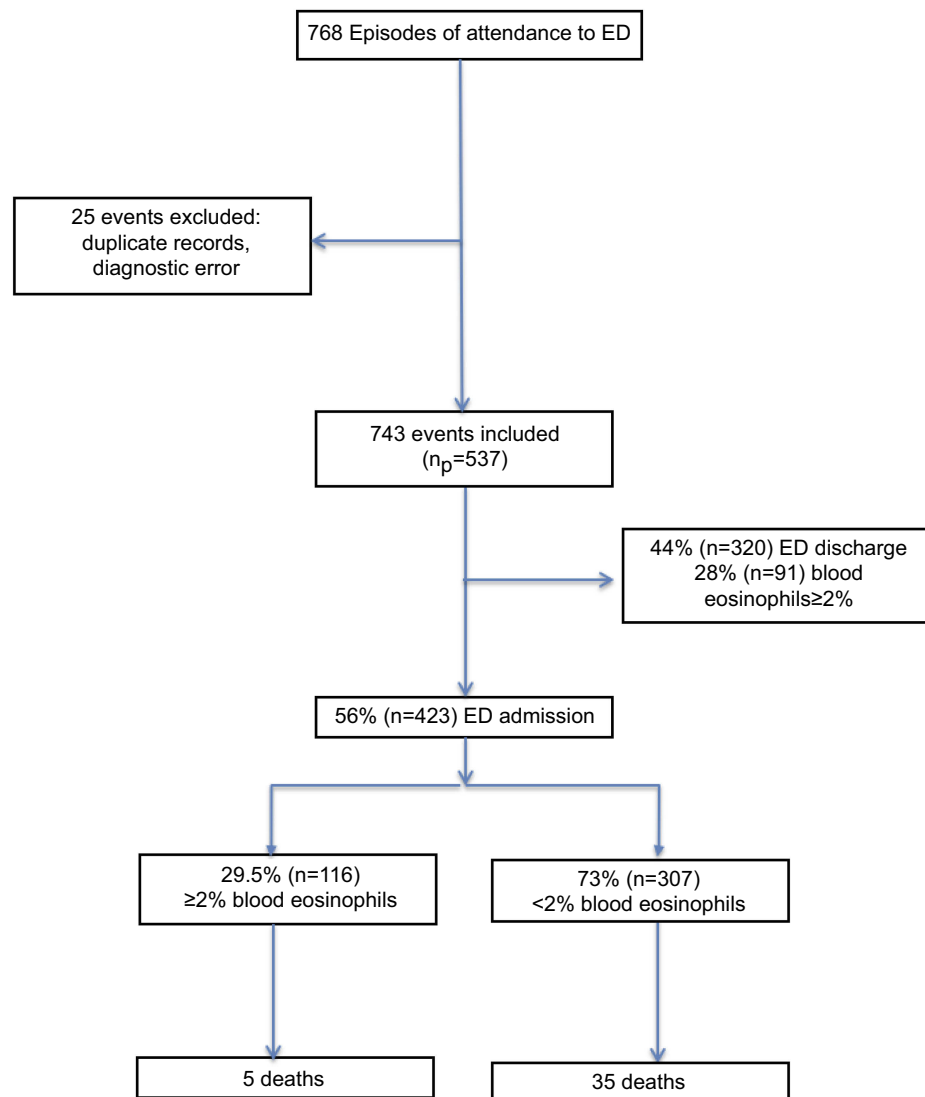 768 Episodes of attendance to ED
25 events excluded:
duplicate records,
diagnostic error
743 events included
(np=537)
44% (n=320) ED discharge
28% (n=91) blood
eosinophils≥2%
56% (n=423) ED admission
29.5% (n=116)
≥2% blood eosinophils
73% (n=307)
<2% blood eosinophils
5 deaths
35 deaths